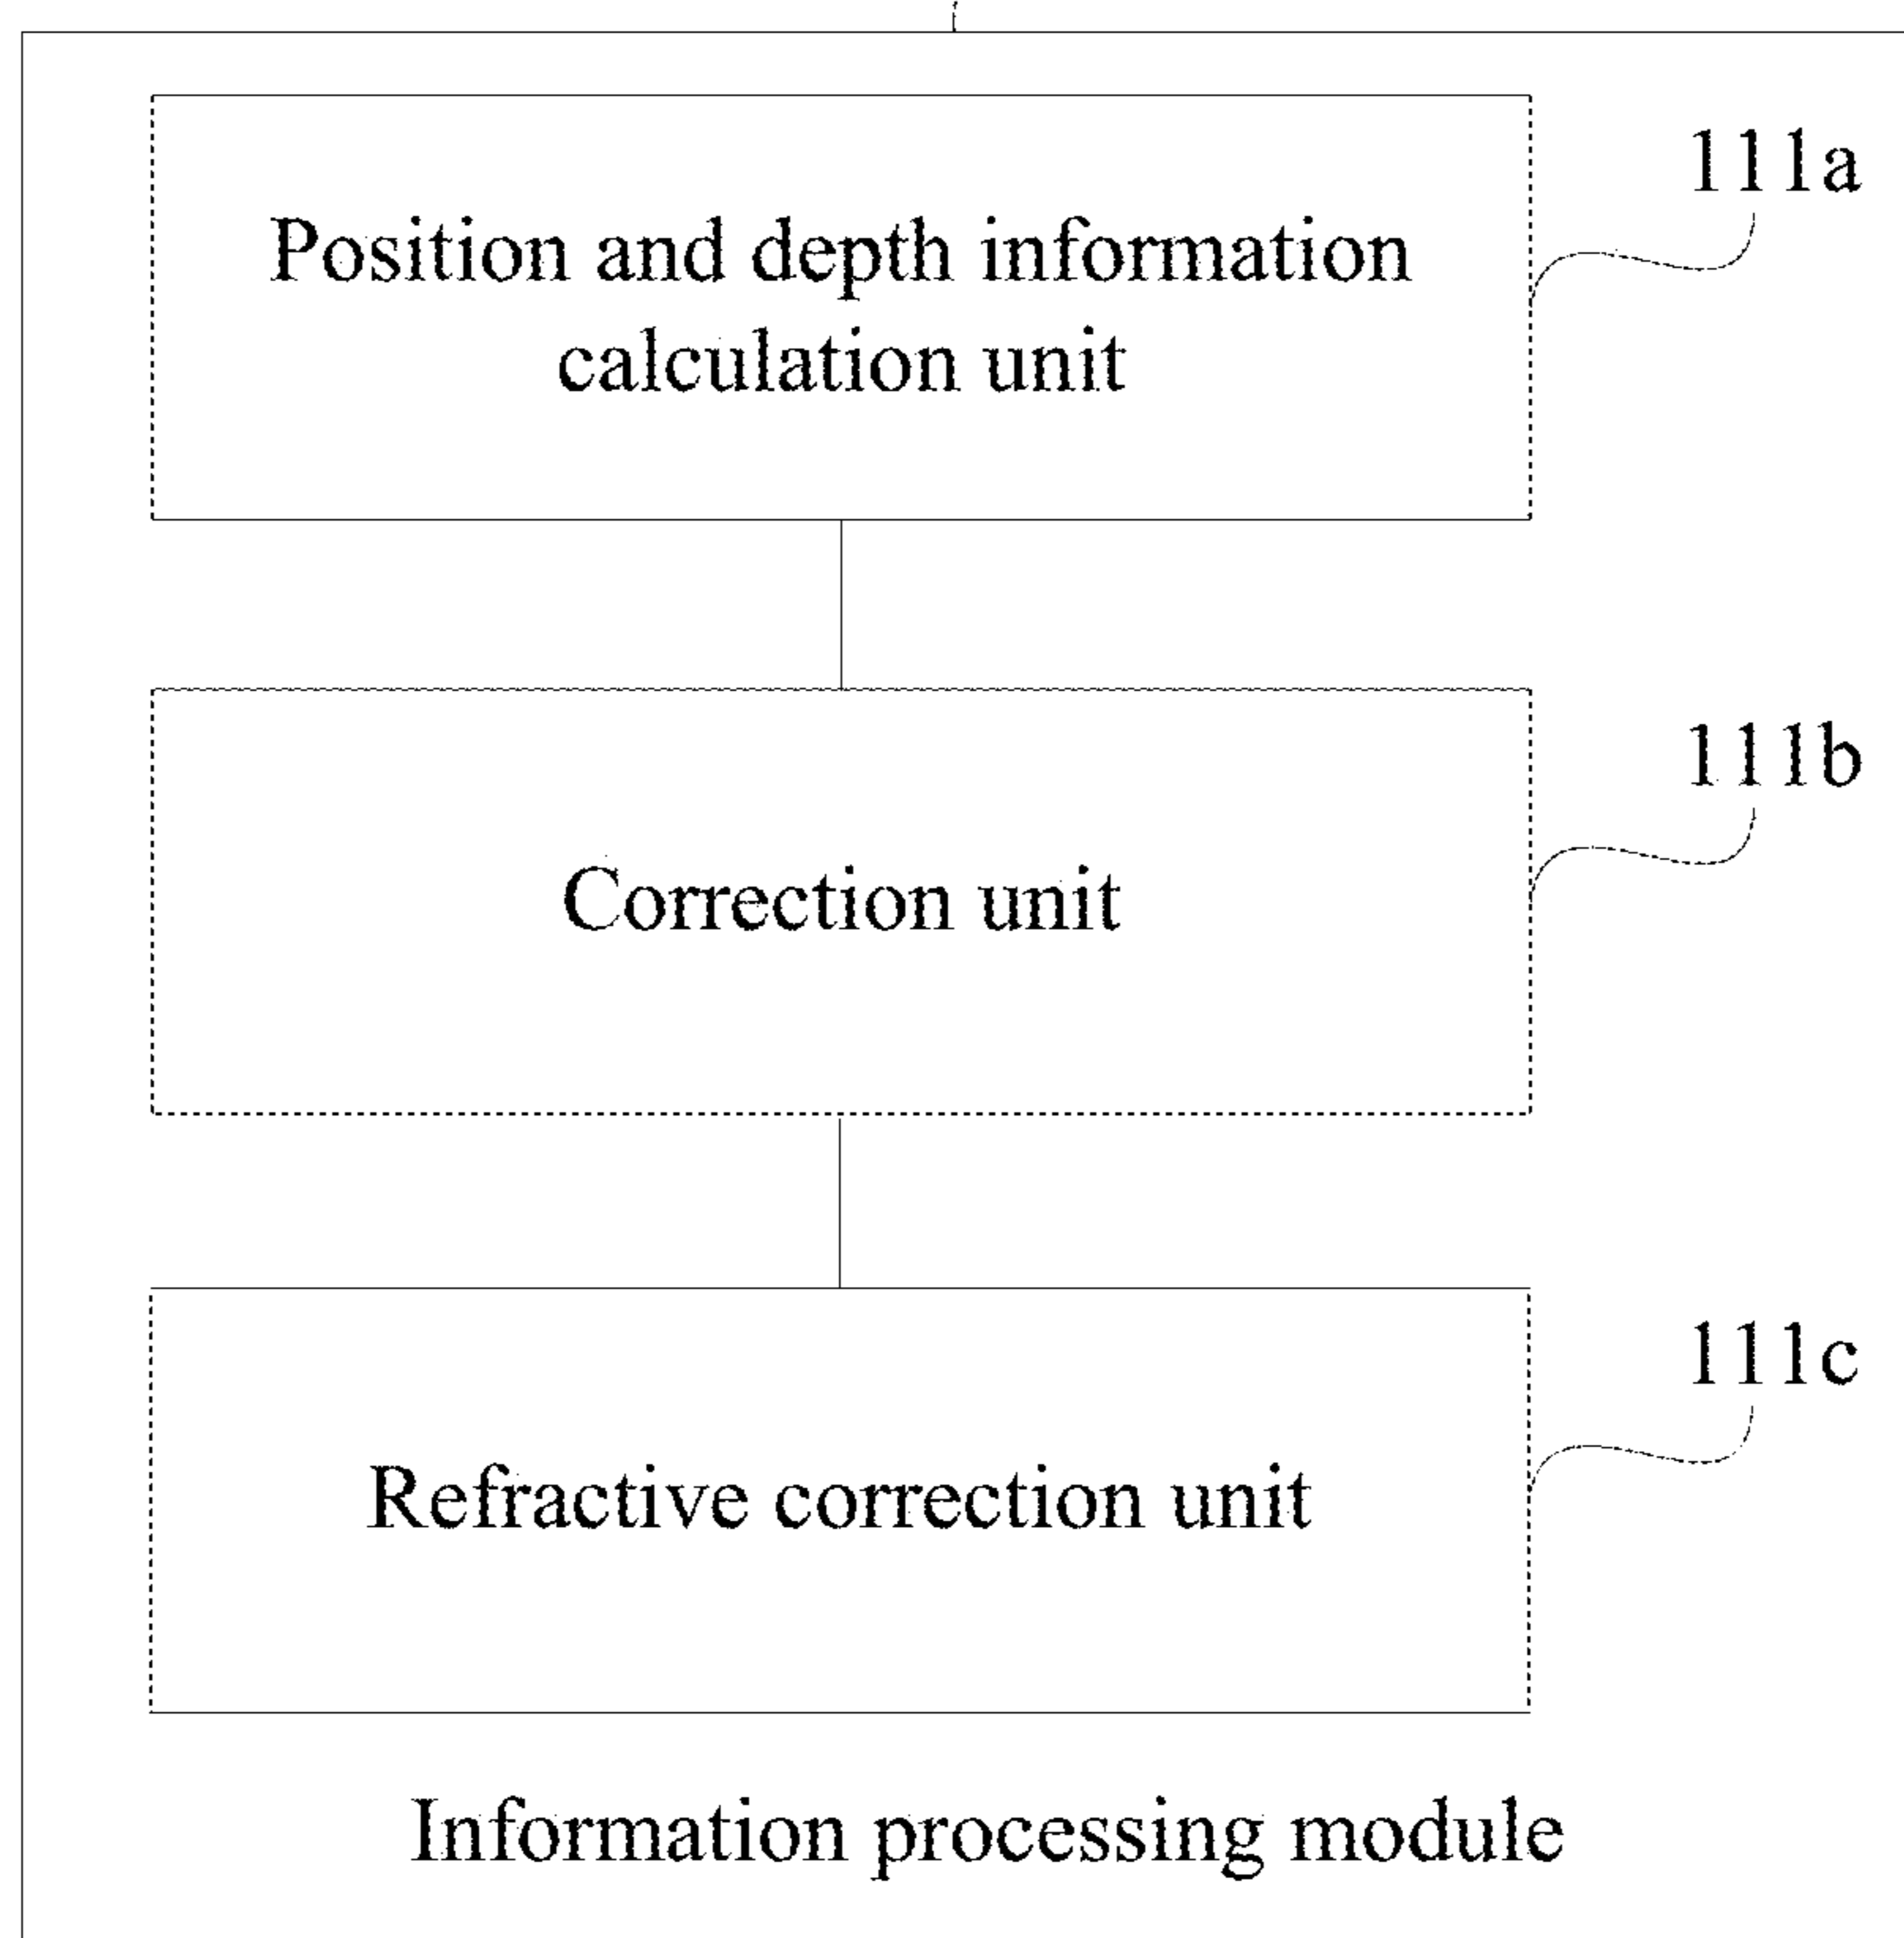 111a
Position and depth information
calculation unit
111b
Correction unit
111c
Refractive correction unit
Information processing module